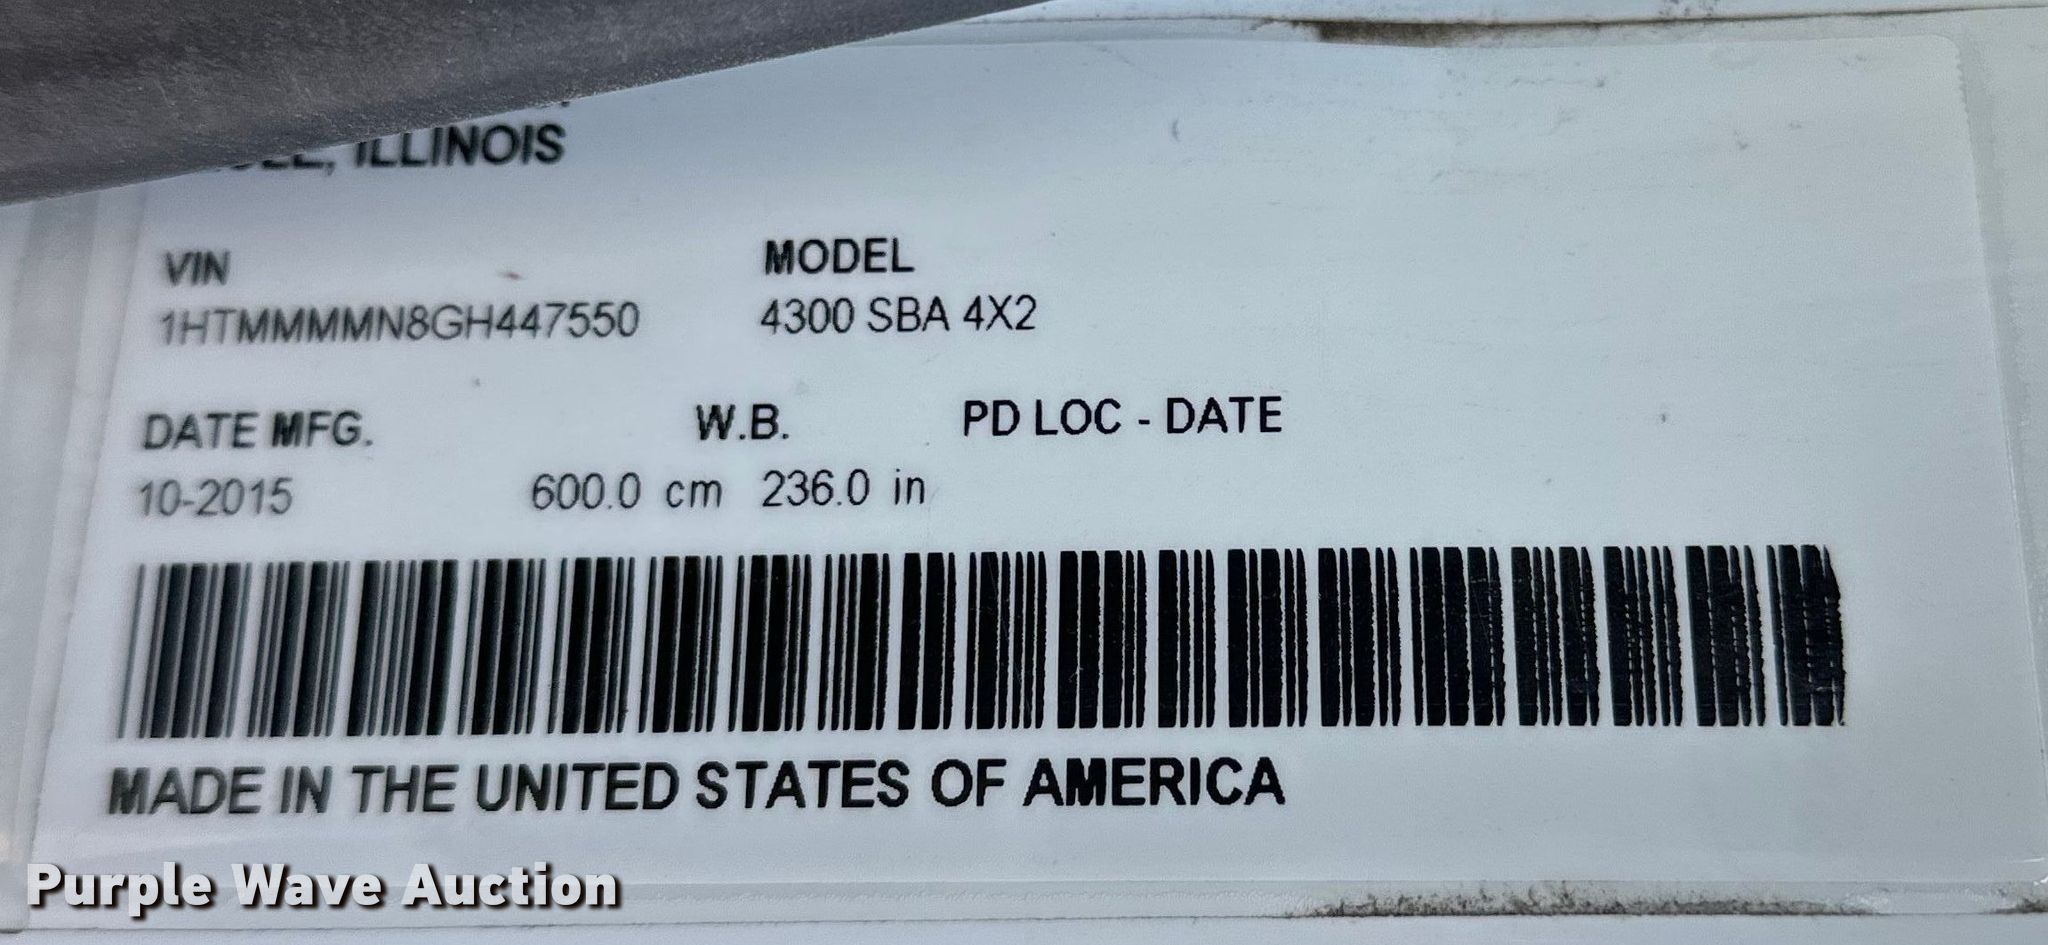 ILLINOIS
VIN MODEL
1HTMMMMN8GH447550 4300 SBA 4X2
DATE MFG. W.B. PD LOC - DATE
10-2015 600.0 cm 236.0 in
MADE IN THE UNITED STATES OF AMERICA
Purple Wave Auction